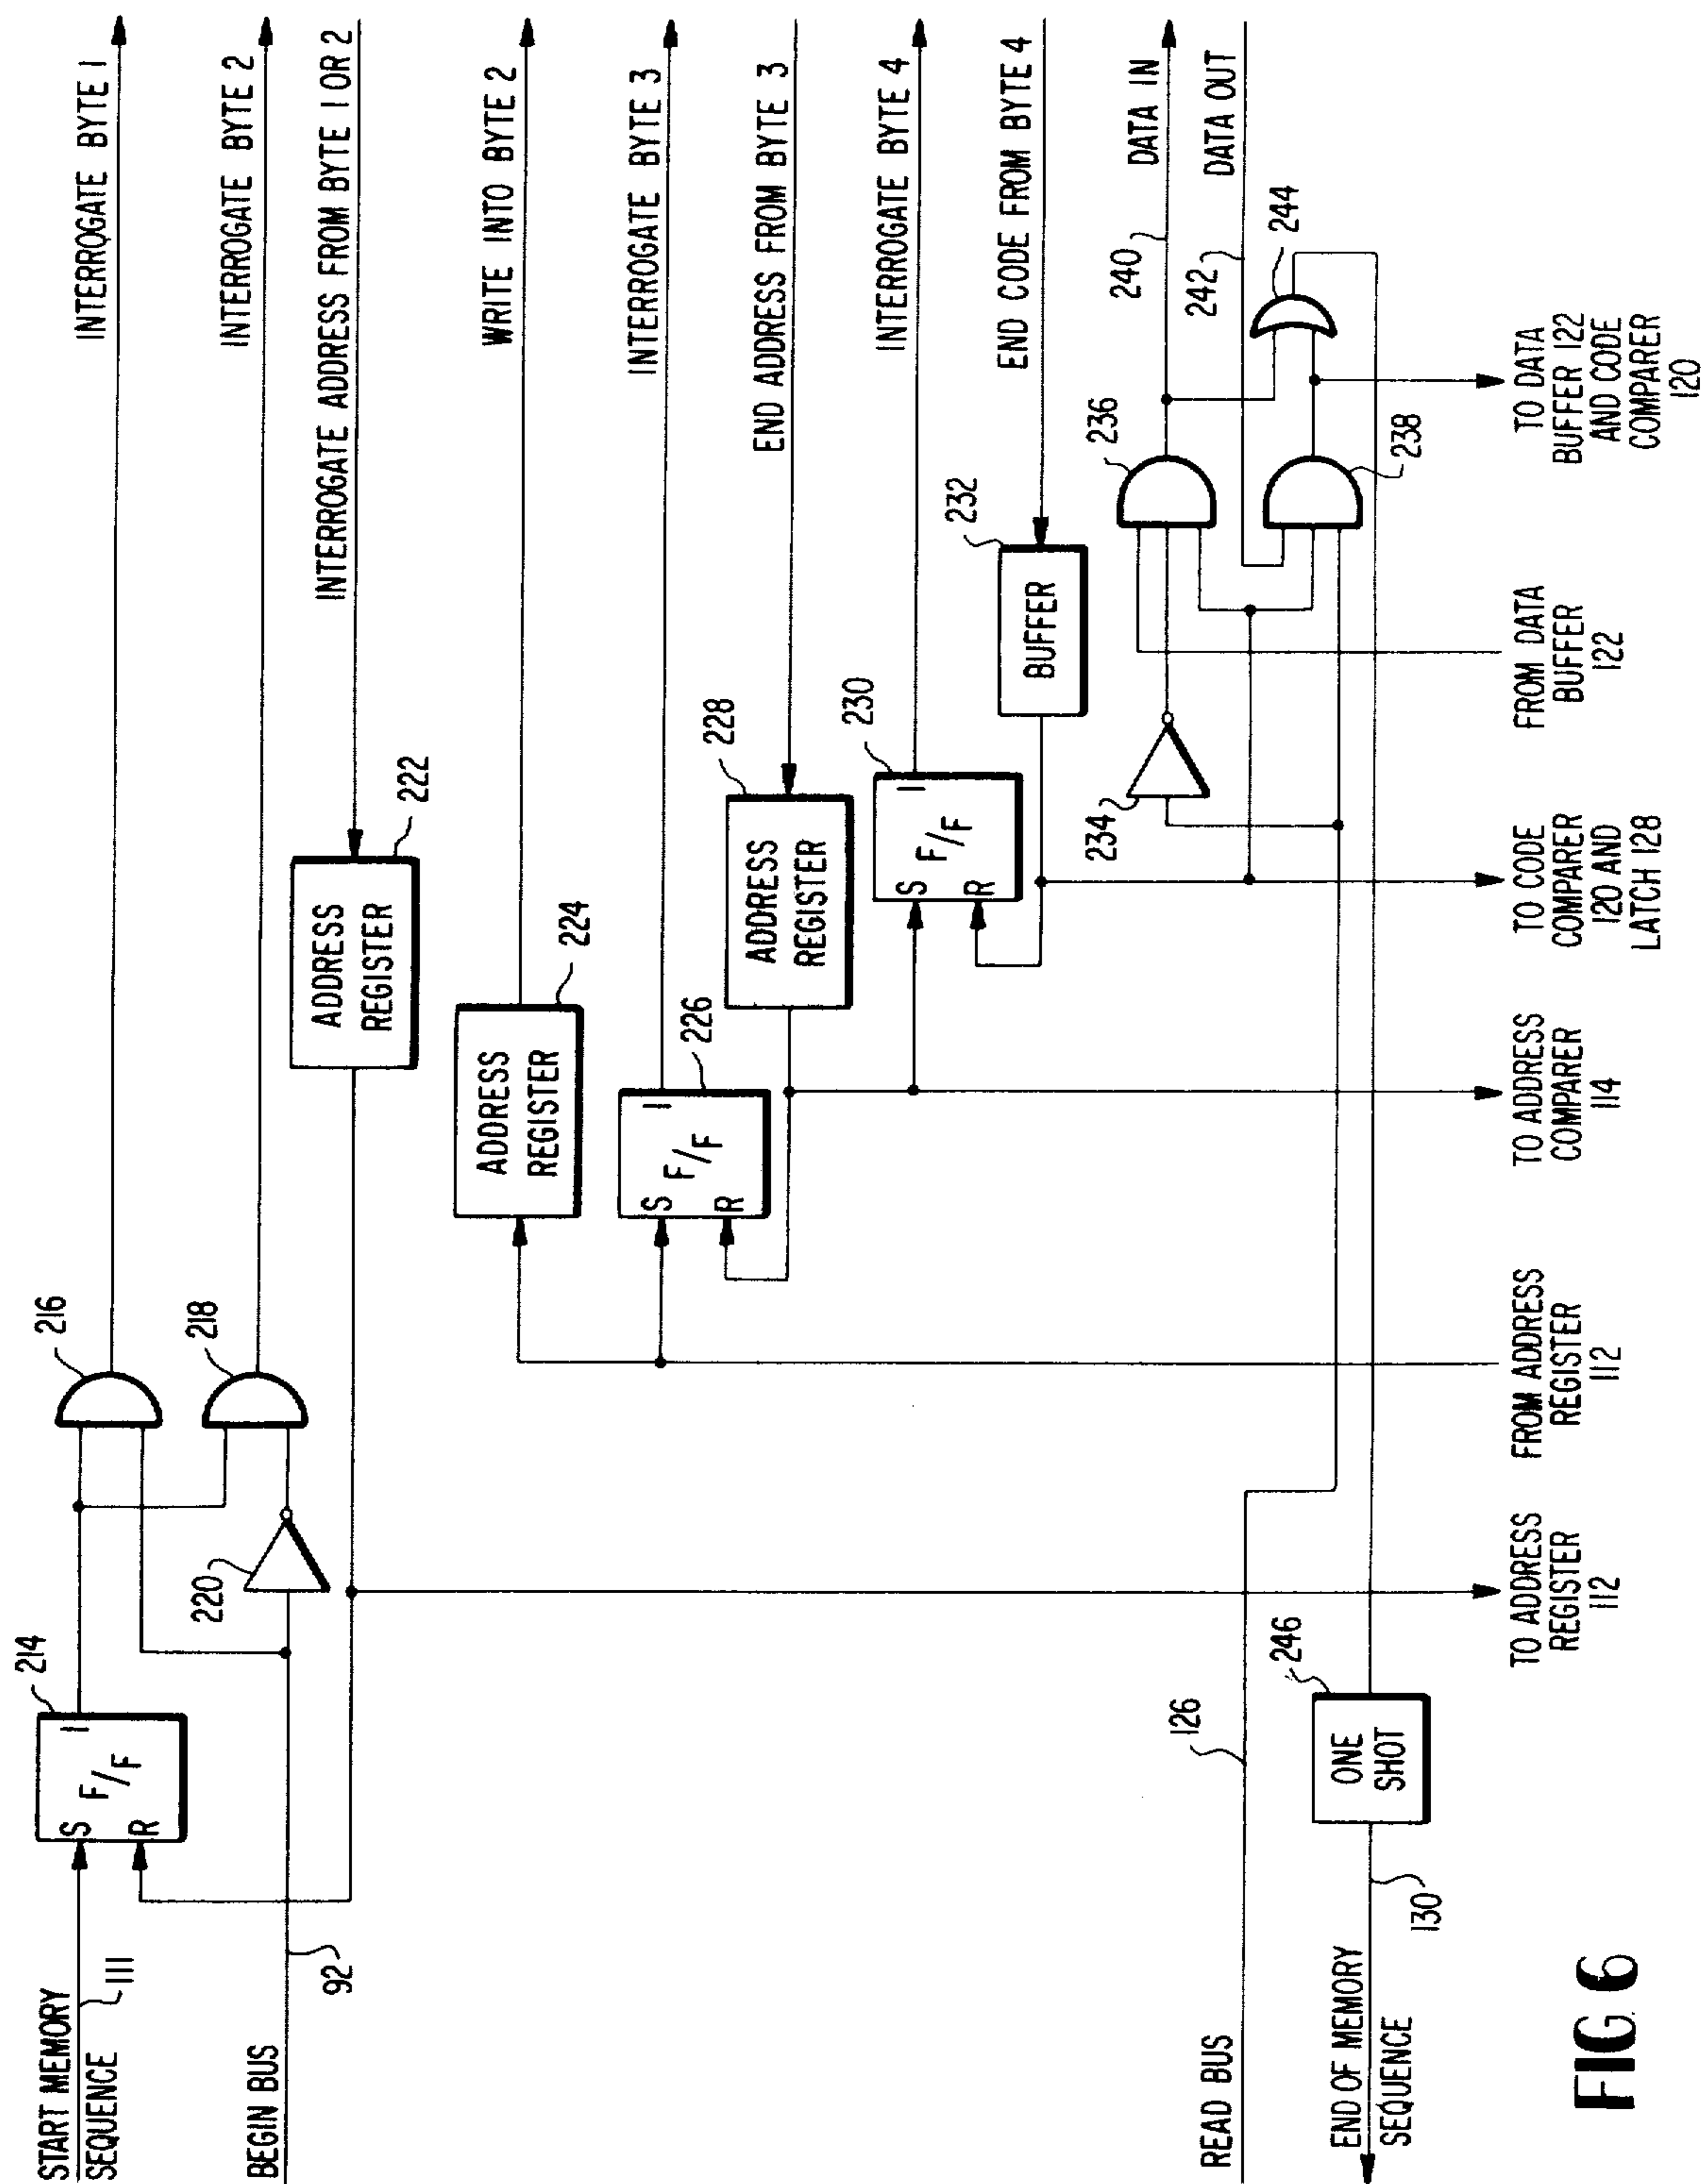 START MEMORY
SEQUENCE
111
BEGIN BUS
92
214
S
F/F
R
1
220
216
218
INTERROGATE BYTE 1
INTERROGATE BYTE 2
INTERROGATE ADDRESS FROM BYTE 1 OR 2
ADDRESS
REGISTER
222
WRITE INTO BYTE 2
ADDRESS
REGISTER
224
INTERROGATE BYTE 3
S
F/F
R
1
226
END ADDRESS FROM BYTE 3
ADDRESS
REGISTER
228
INTERROGATE BYTE 4
S
F/F
R
1
230
END CODE FROM BYTE 4
BUFFER
232
234
236
238
DATA IN
240
DATA OUT
242
244
READ BUS
126
END OF MEMORY
SEQUENCE
130
ONE
SHOT
246
TO ADDRESS
REGISTER
112
FROM ADDRESS
REGISTER
112
TO ADDRESS
COMPARER
114
TO CODE
COMPARER
120 AND
LATCH 128
FROM DATA
BUFFER
122
TO DATA
BUFFER 122
AND CODE
COMPARER
120
FIG. 6